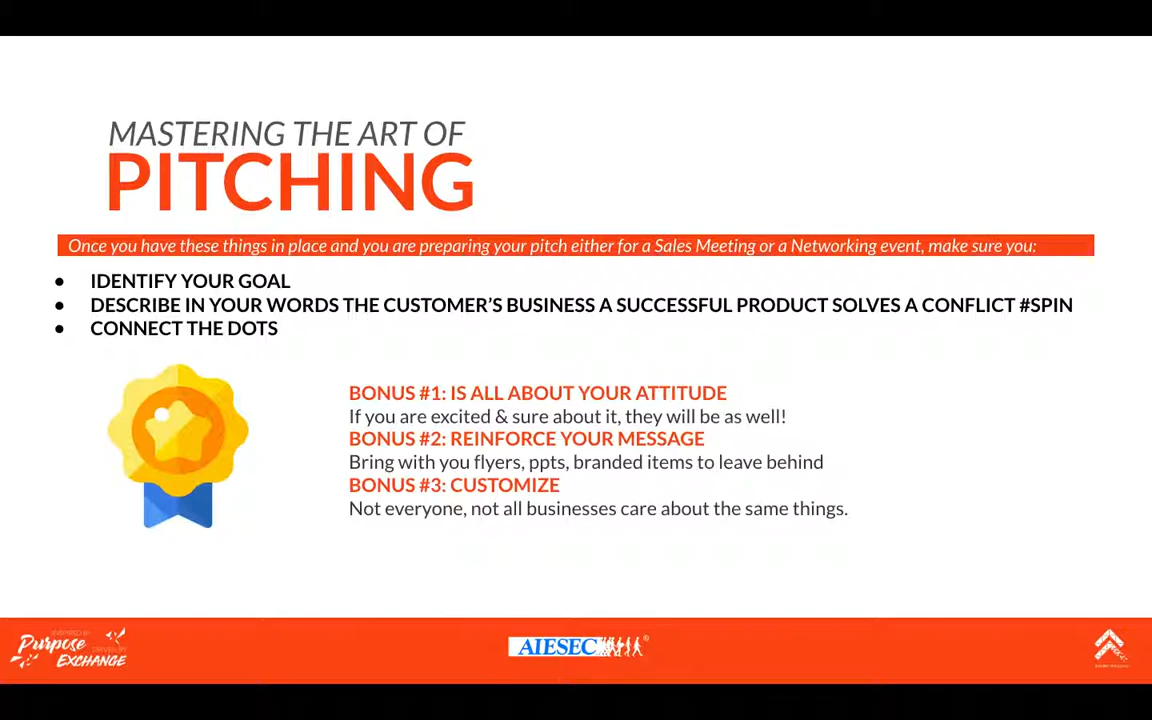 MASTERING THE ART OF
PITCHING
Once you have these things in place and you are preparing your pitch either for a Sales Meeting or a Networking event, make sure you:
● IDENTIFY YOUR GOAL
● DESCRIBE IN YOUR WORDS THE CUSTOMER'S BUSINESS A SUCCESSFUL PRODUCT SOLVES A CONFLICT #SPIN
● CONNECT THE DOTS
BONUS #1: IS ALL ABOUT YOUR ATTITUDE
If you are excited & sure about it, they will be as well!
BONUS #2: REINFORCE YOUR MESSAGE
Bring with you flyers, ppts, branded items to leave behind
BONUS #3: CUSTOMIZE
Not everyone, not all businesses care about the same things.
INSPIRED BY
Purpose
DRIVEN BY
EXCHANGE
AIESEC®